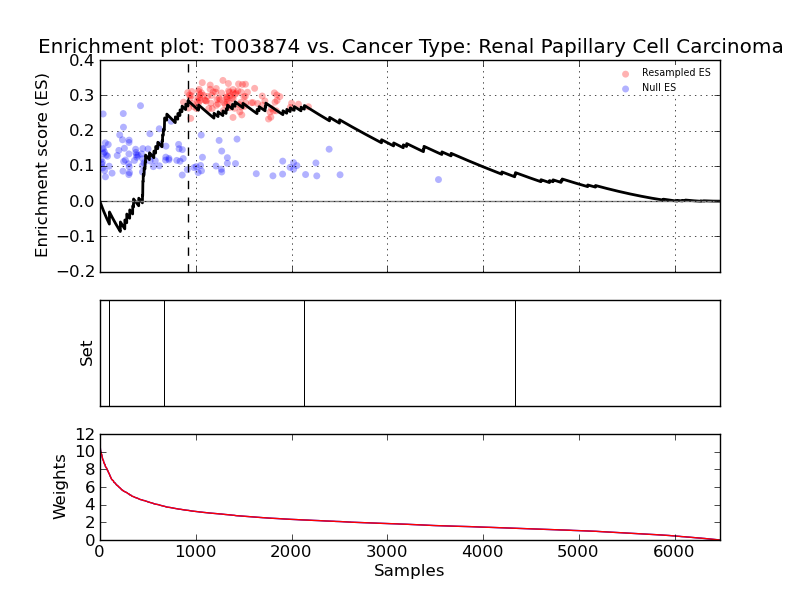 Enrichment plot: T003874 vs. Cancer Type: Renal Papillary Cell Carcinoma
Enrichment score (ES)
0.4
0.3
0.2
0.1
0.0
−0.1
−0.2
Resampled ES
Null ES
Set
Weights
12
10
8
6
4
2
0
0 1000 2000 3000 4000 5000 6000
Samples